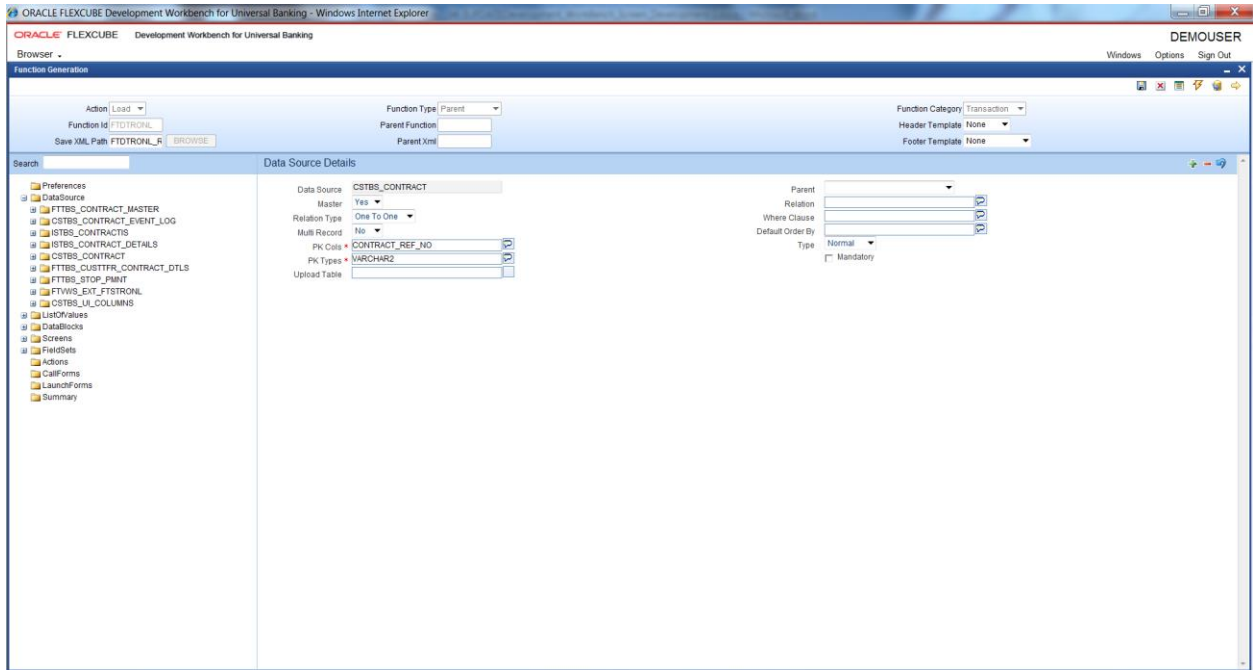 ORACLE FLEXCUBE Development Workbench for Universal Banking - Windows Internet Explorer
ORACLE FLEXCUBE Development Workbench for Universal Banking
DEMOUSER
Browser
Windows Options Sign Out
Function Generation
Action Load
Function Type Parent
Function Category Transaction
Function Id FTDTRONL
Parent Function
Header Template None
Save XML Path FTDTRONL_R BROWSE
Parent Xml
Footer Template None
Search
Data Source Details
Preferences
DataSource
FTTBS_CONTRACT_MASTER
CSTBS_CONTRACT_EVENT_LOG
ISTBS_CONTRACTIS
ISTBS_CONTRACT_DETAILS
CSTBS_CONTRACT
FTTBS_CUSTTFR_CONTRACT_DTLS
FTTBS_STOP_PMNT
FTVWS_EXT_FTSTRONL
CSTBS_UI_COLUMNS
ListOfValues
DataBlocks
Screens
FieldSets
Actions
CallForms
LaunchForms
Summary
Data Source CSTBS_CONTRACT
Master Yes
Relation Type One To One
Multi Record No
PK Cols * CONTRACT_REF_NO
PK Types * VARCHAR2
Upload Table
Parent
Relation
Where Clause
Default Order By
Type Normal
Mandatory